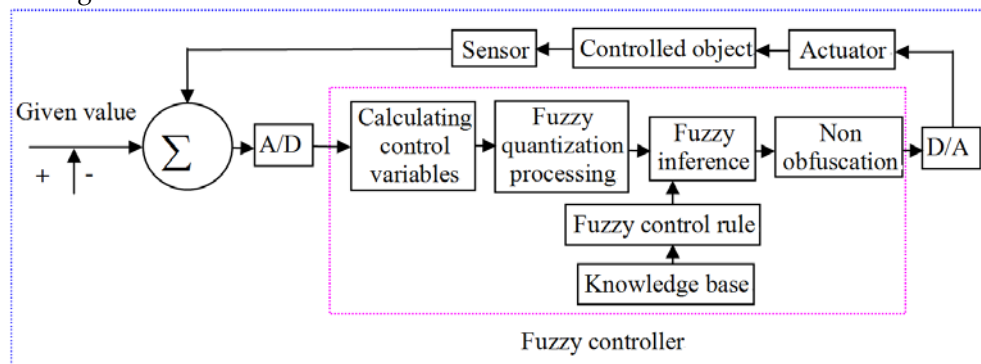 Sensor
Controlled object
Actuator
Given value
+
-
Σ
A/D
Calculating
control
variables
Fuzzy
quantization
processing
Fuzzy
inference
Non
obfuscation
D/A
Fuzzy control rule
Knowledge base
Fuzzy controller